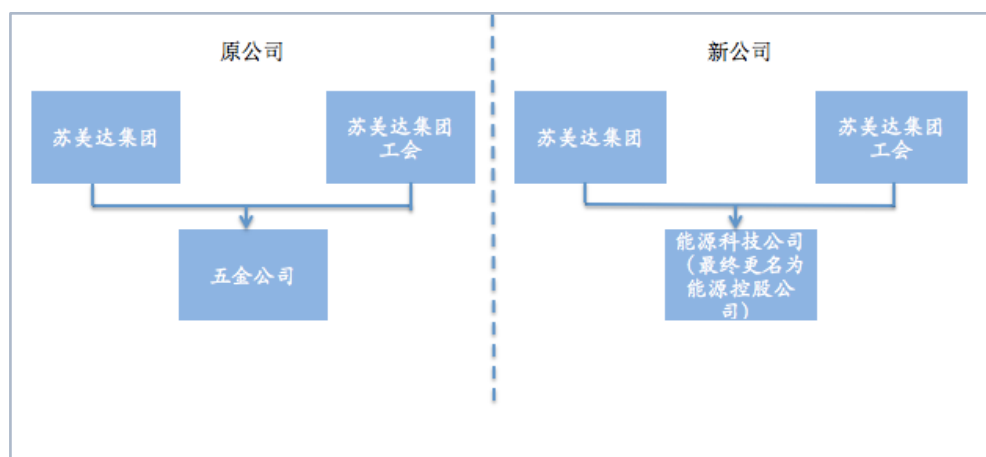 原公司
新公司
苏美达集团
苏美达集团
工会
苏美达集团
苏美达集团
工会
五金公司
能源科技公司
（最终更名为
能源控股公
司）